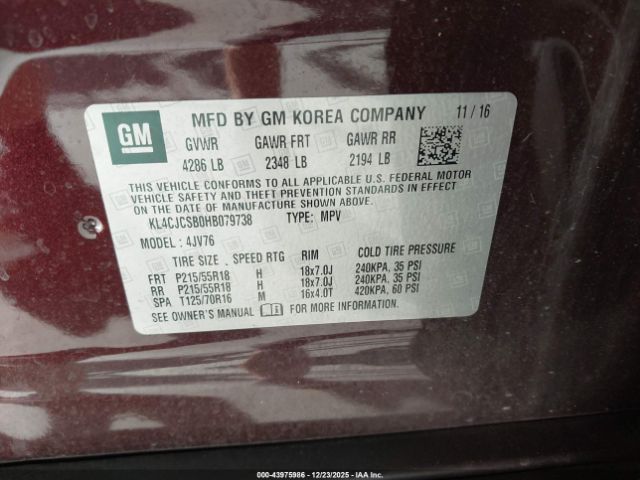 GM
MFD BY GM KOREA COMPANY 11/16
GVWR GAWR FRT GAWR RR
4286 LB 2348 LB 2194 LB
THIS VEHICLE CONFORMS TO ALL APPLICABLE U.S. FEDERAL MOTOR
VEHICLE SAFETY AND THEFT PREVENTION STANDARDS IN EFFECT
ON THE DATE OF MANUFACTURE SHOWN ABOVE.
KL4CJCSB0HB079738 TYPE: MPV
MODEL: 4JV76
TIRE SIZE SPEED RTG RIM COLD TIRE PRESSURE
FRT P215/55R18 H 18x7.0J 240KPA, 35 PSI
RR P215/55R18 H 18x7.0J 240KPA, 35 PSI
SPA T125/70R16 M 16x4.0T 420KPA, 60 PSI
SEE OWNER'S MANUAL FOR MORE INFORMATION.
000-43975986 - 12/23/2025 - IAA Inc.